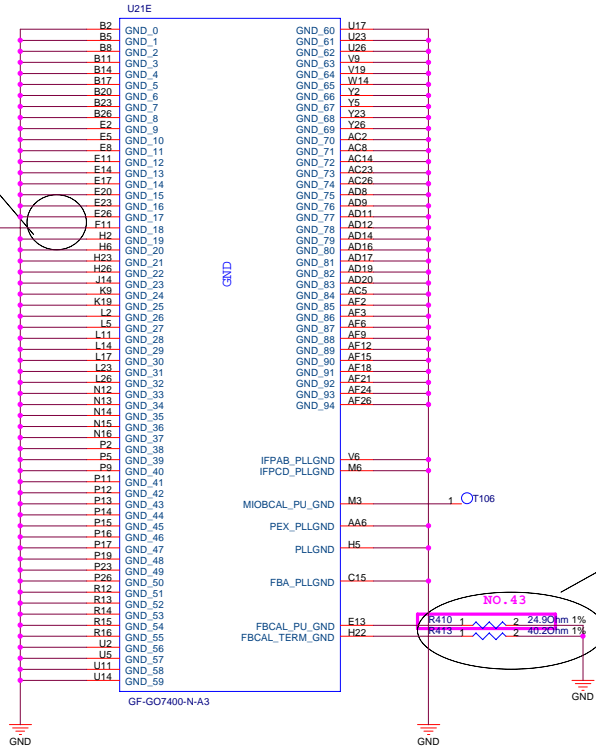 U21E
B2 GND_0 GND_60 U17
B5 GND_1 GND_61 U23
B8 GND_2 GND_62 U26
B11 GND_3 GND_63 V9
B14 GND_4 GND_64 V19
B17 GND_5 GND_65 W14
B20 GND_6 GND_66 Y2
B23 GND_7 GND_67 Y5
B26 GND_8 GND_68 Y23
E2 GND_9 GND_69 Y26
E5 GND_10 GND_70 AC2
E8 GND_11 GND_71 AC8
E11 GND_12 GND_72 AC14
E14 GND_13 GND_73 AC23
E17 GND_14 GND_74 AC26
E20 GND_15 GND_75 AD8
E23 GND_16 GND_76 AD9
E26 GND_17 GND_77 AD11
F11 GND_18 GND_78 AD12
H2 GND_19 GND_79 AD14
H6 GND_20 GND_80 AD16
H23 GND_21 GND_81 AD17
H26 GND_22 GND_82 AD19
J14 GND_23 GND_83 AD20
K9 GND_24 GND_84 AC5
K19 GND_25 GND_85 AF2
L2 GND_26 GND_86 AF3
L5 GND_27 GND_87 AF6
L11 GND_28 GND_88 AF9
L14 GND_29 GND_89 AF12
L17 GND_30 GND_90 AF15
L23 GND_31 GND_91 AF18
L26 GND_32 GND_92 AF21
N12 GND_33 GND_93 AF24
N13 GND_34 GND_94 AF26
N14 GND_35
N15 GND_36
N16 GND_37
P2 GND_38
P5 GND_39 IFPAB_PLLGND V6
P9 GND_40 IFPCD_PLLGND M6
P11 GND_41
P12 GND_42
P13 GND_43 MIOBCAL_PU_GND M3 1 T106
P14 GND_44
P15 GND_45 PEX_PLLGND AA6
P16 GND_46
P17 GND_47 PLLGND H5
P19 GND_48
P23 GND_49
P26 GND_50 FBA_PLLGND C15
R12 GND_51
R13 GND_52 NO.43
R14 GND_53
R15 GND_54 FBCAL_PU_GND E13 R410 1 2 24.9Ohm 1%
R16 GND_55 FBCAL_TERM_GND H22 R413 1 2 40.2Ohm 1%
U2 GND_56
U5 GND_57
U11 GND_58
U14 GND_59
GND
GF-GO7400-N-A3
GND
GND
GND